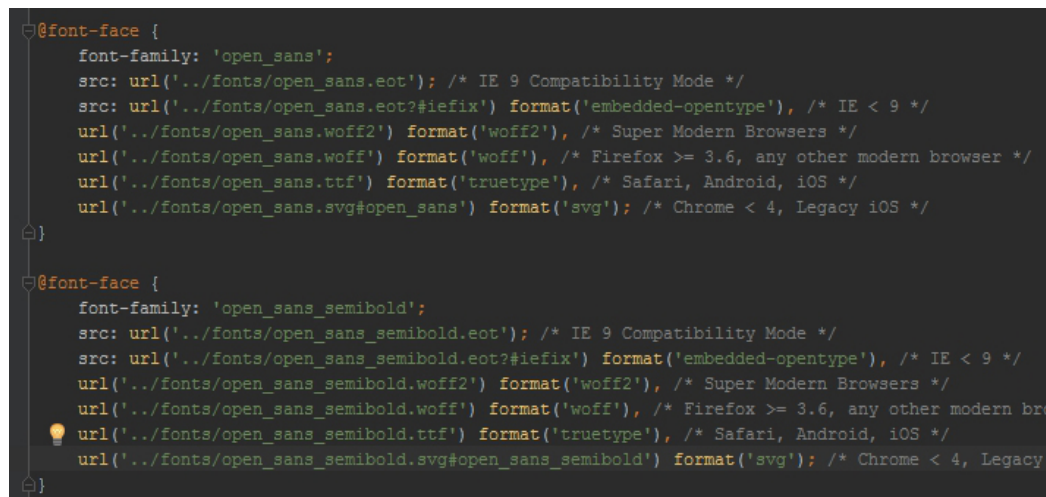 @font-face {
font-family: 'open_sans';
src: url('../fonts/open_sans.eot'); /* IE 9 Compatibility Mode */
src: url('../fonts/open_sans.eot?#iefix') format('embedded-opentype'), /* IE < 9 */
url('../fonts/open_sans.woff2') format('woff2'), /* Super Modern Browsers */
url('../fonts/open_sans.woff') format('woff'), /* Firefox >= 3.6, any other modern browser */
url('../fonts/open_sans.ttf') format('truetype'), /* Safari, Android, iOS */
url('../fonts/open_sans.svg#open_sans') format('svg'); /* Chrome < 4, Legacy iOS */
}
@font-face {
font-family: 'open_sans_semibold';
src: url('../fonts/open_sans_semibold.eot'); /* IE 9 Compatibility Mode */
src: url('../fonts/open_sans_semibold.eot?#iefix') format('embedded-opentype'), /* IE < 9 */
url('../fonts/open_sans_semibold.woff2') format('woff2'), /* Super Modern Browsers */
url('../fonts/open_sans_semibold.woff') format('woff'), /* Firefox >= 3.6, any other modern bro
url('../fonts/open_sans_semibold.ttf') format('truetype'), /* Safari, Android, iOS */
url('../fonts/open_sans_semibold.svg#open_sans_semibold') format('svg'); /* Chrome < 4, Legacy
}